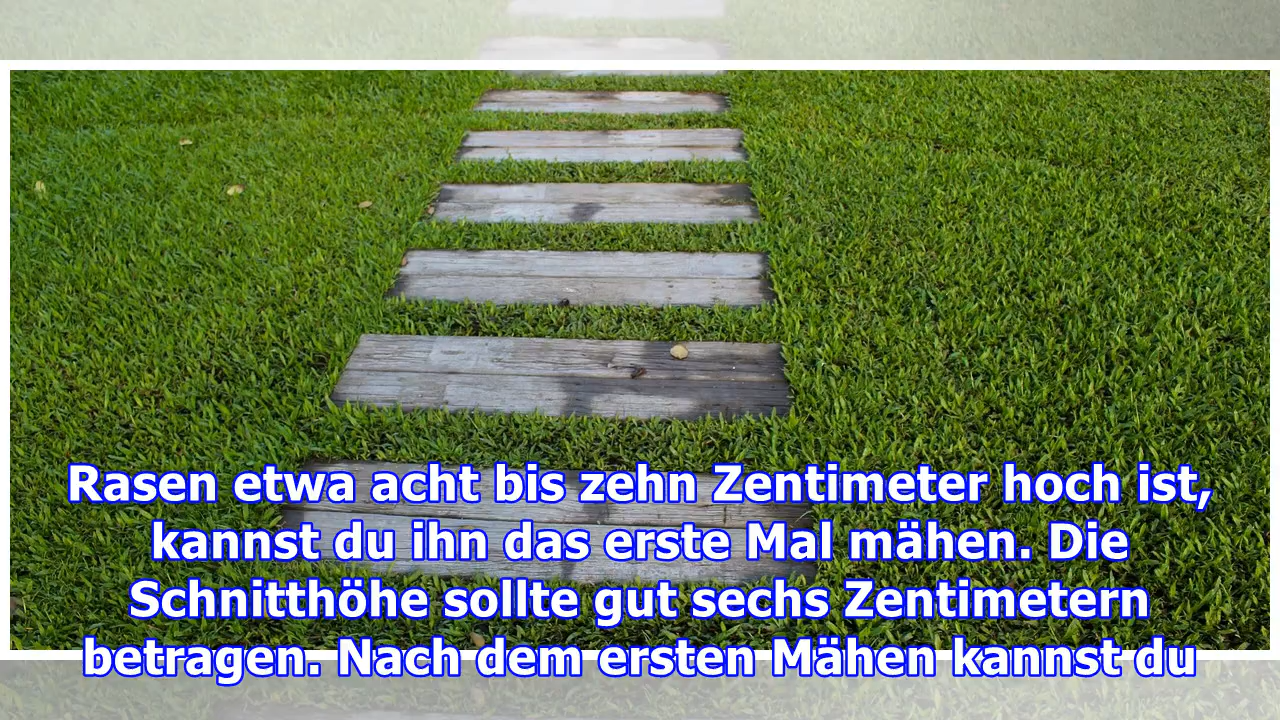 Rasen etwa acht bis zehn Zentimeter hoch ist,
kannst du ihn das erste Mal mähen. Die
Schnitthöhe sollte gut sechs Zentimetern
betragen. Nach dem ersten Mähen kannst du